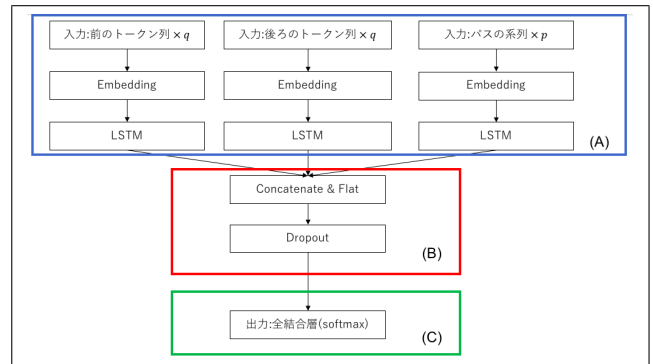 入力:前のトークン列×q
入力:後ろのトークン列×q
入力:パスの系列×p
Embedding
Embedding
Embedding
LSTM
LSTM
LSTM
(A)
Concatenate & Flat
Dropout
(B)
出力:全結合層(softmax)
(C)